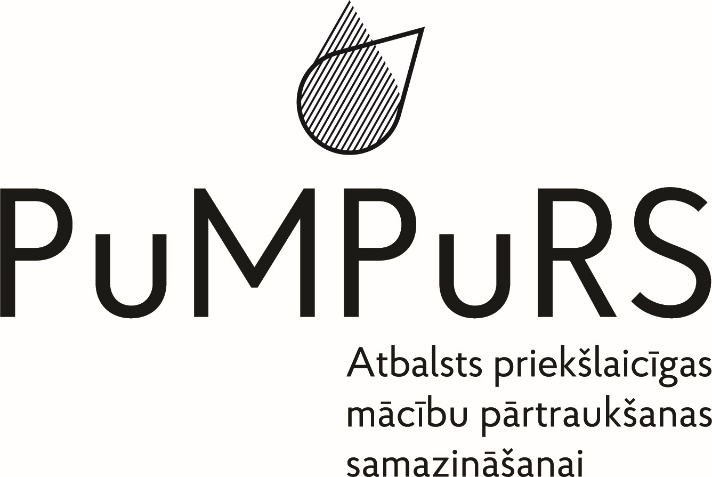 PuMPuRS
Atbalsts priekšlaicīgas
mācību pārtraukšanas
samazināšanai